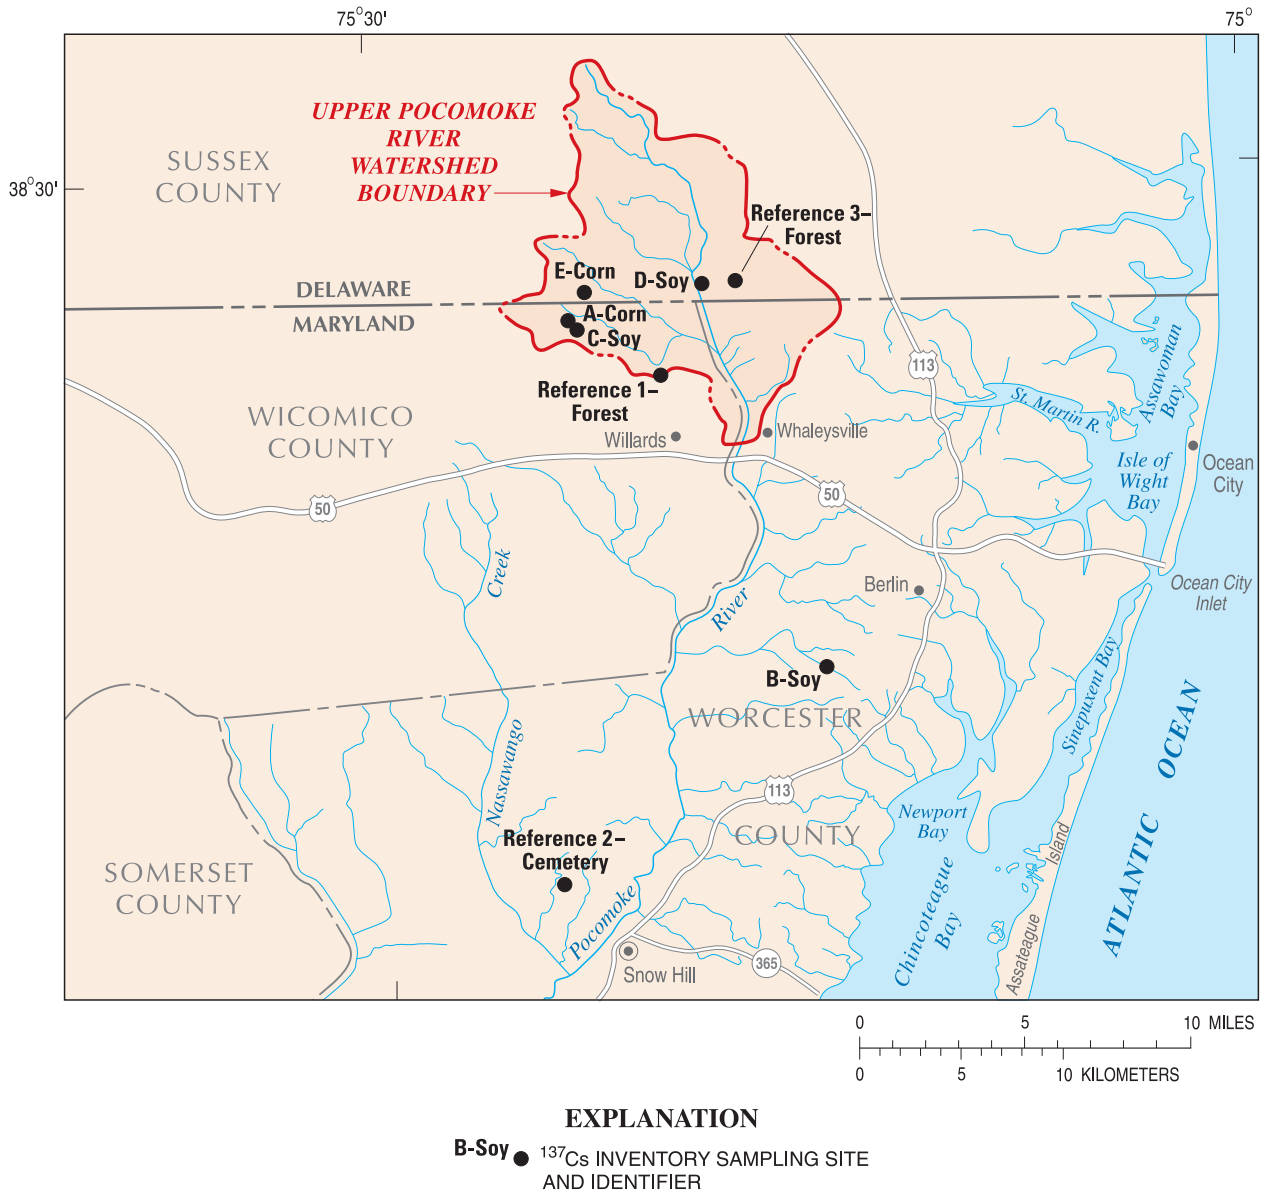 75°30'
75°
38°30'
UPPER POCOMOKE
RIVER
WATERSHED
BOUNDARY
SUSSEX
COUNTY
Reference 3–
Forest
E-Corn
D-Soy
DELAWARE
MARYLAND
A-Corn
C-Soy
Reference 1–
Forest
113
WICOMICO
COUNTY
Willards
Whaleysville
St. Martin R.
Assawoman
Bay
Isle of
Wight
Bay
Ocean
City
50
50
Creek
River
Berlin
Ocean City
Inlet
B-Soy
WORCESTER
Sinepuxent Bay
Nassawango
113
COUNTY
Newport
Bay
ATLANTIC OCEAN
Reference 2–
Cemetery
SOMERSET
COUNTY
Pocomoke
Chincoteague
Bay
Assateague
Island
Snow Hill
365
0 5 10 MILES
0 5 10 KILOMETERS
EXPLANATION
B-Soy ¹³⁷Cs INVENTORY SAMPLING SITE
AND IDENTIFIER